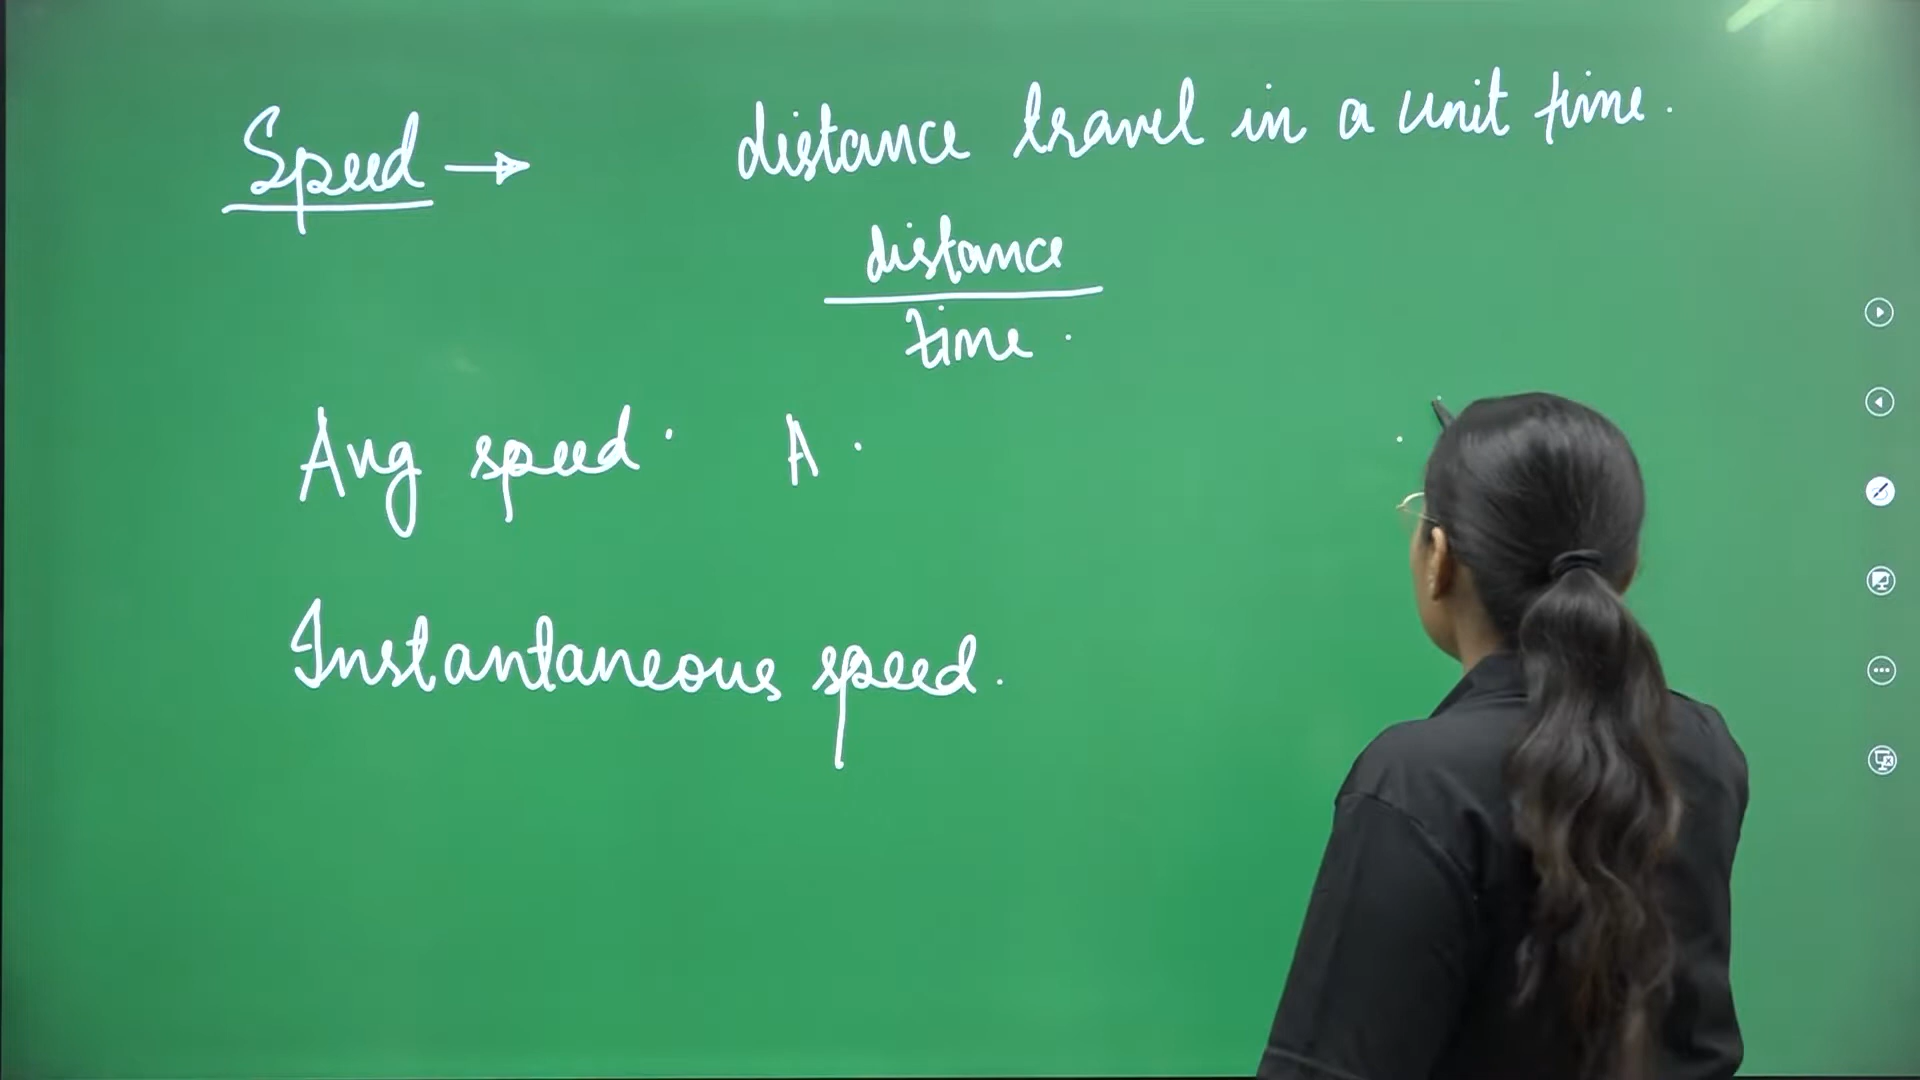 Speed → distance travel in a unit time.
distance
time.
Avg speed. A.
Instantaneous speed.